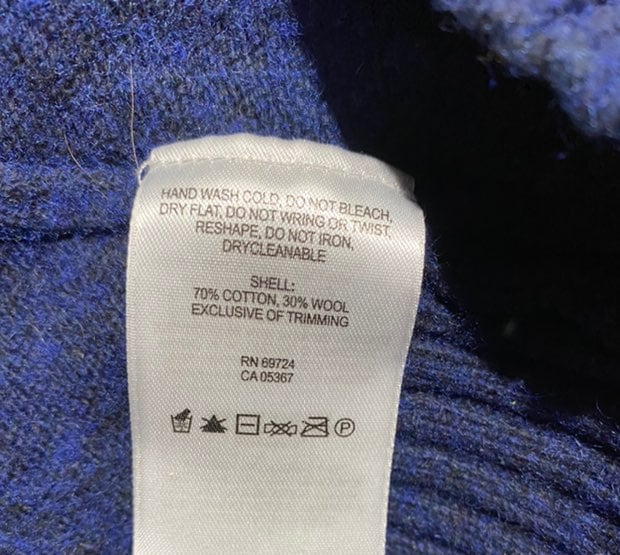 HAND WASH COLD, DO NOT BLEACH,
DRY FLAT, DO NOT WRING OR TWIST,
RESHAPE, DO NOT IRON,
DRYCLEANABLE
SHELL:
70% COTTON, 30% WOOL
EXCLUSIVE OF TRIMMING
RN 69724
CA 05367
P